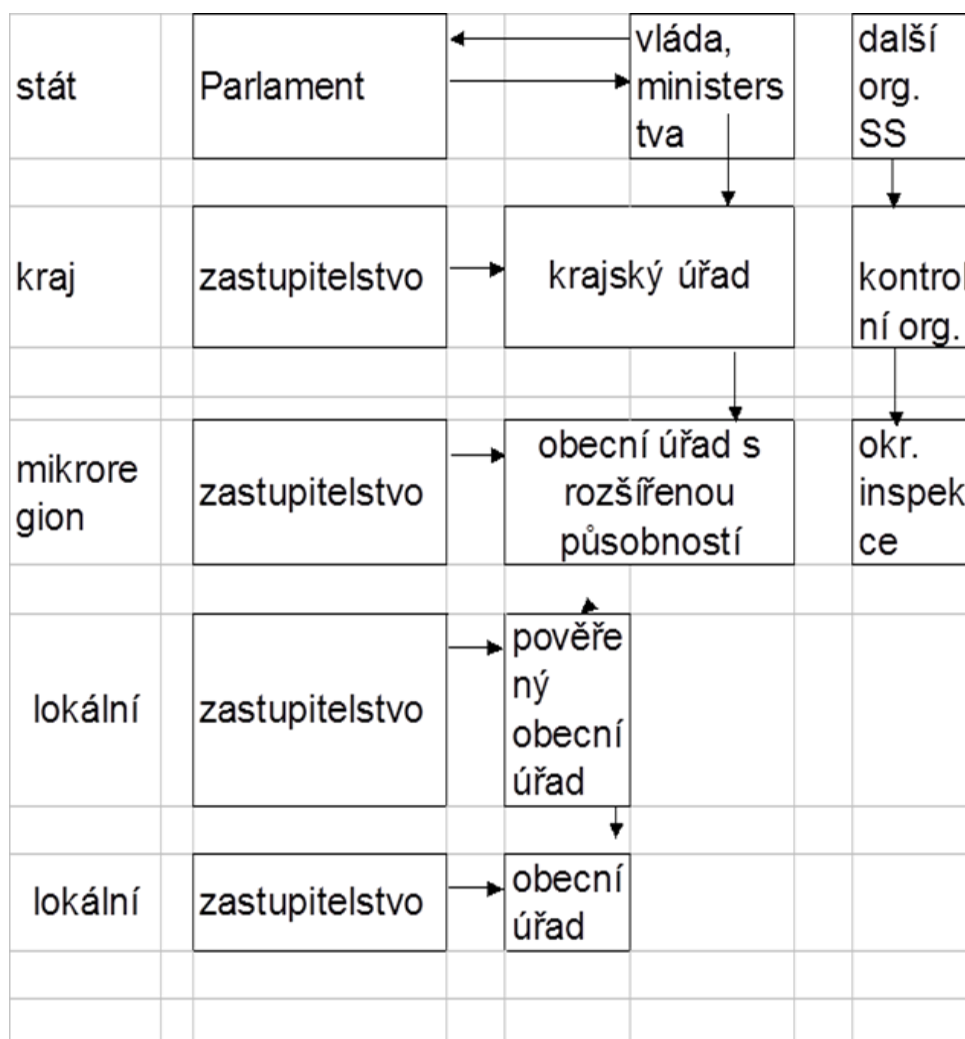 stát
Parlament
vláda,
ministers
tva
další
org.
SS
kraj
zastupitelstvo
krajský úřad
kontrol
ní org.
mikrore
gion
zastupitelstvo
obecní úřad s
rozšířenou
působností
okr.
inspek
ce
lokální
zastupitelstvo
pověře
ný
obecní
úřad
lokální
zastupitelstvo
obecní
úřad